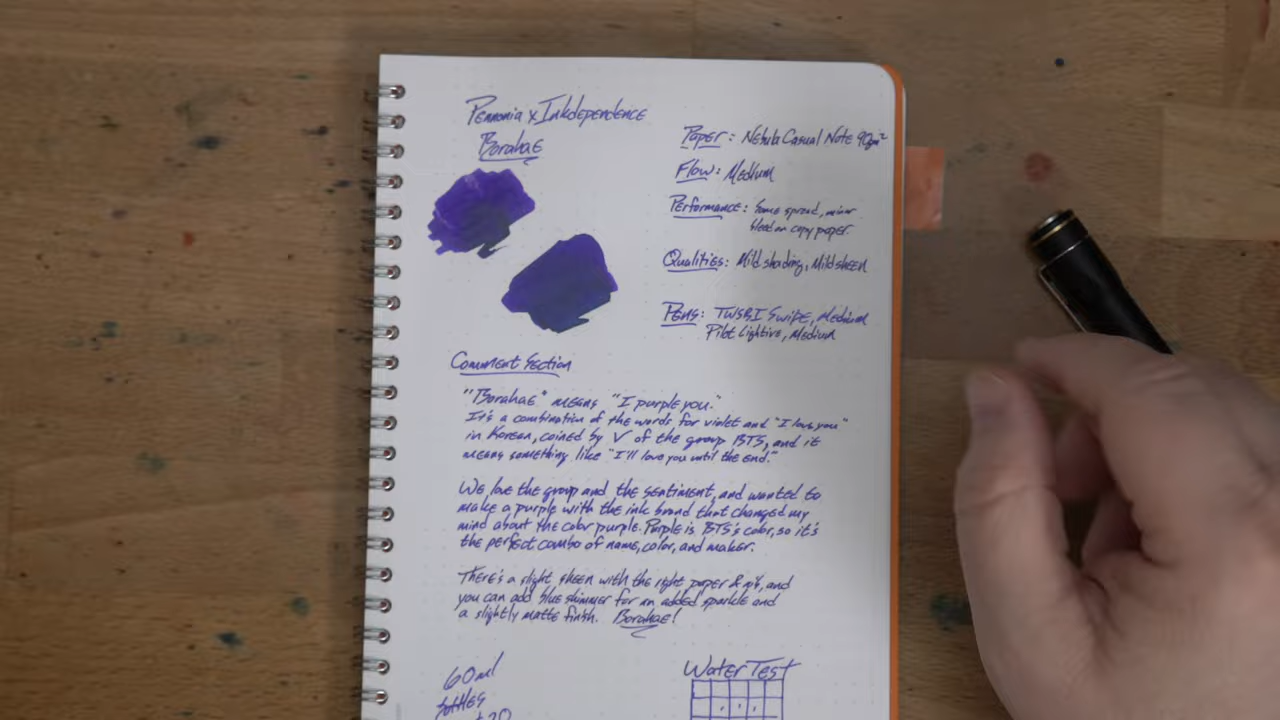 Pennonia x Inkdependence
Borahae
Paper: Nebula Casual Note 90gm²
Flow: Medium
Performance: Some spread, minor
bleed on copy paper.
Qualities: Mild shading, Mild sheen
Pens: TWSBI Swipe, Medium
Pilot Lightive, Medium
Comment Section
"Borahae" means "I purple you."
It's a combination of the words for violet and "I love you"
in Korean, coined by V of the group BTS, and it
means something like "I'll love you until the end."
We love the group and the sentiment, and wanted to
make a purple with the ink brand that changed my
mind about the color purple. Purple is BTS's color, so it's
the perfect combo of name, color, and maker.
There's a slight sheen with the right paper & nib, and
you can add blue shimmer for an added sparkle and
a slightly matte finish. Borahae!
60ml
bottles
Water Test